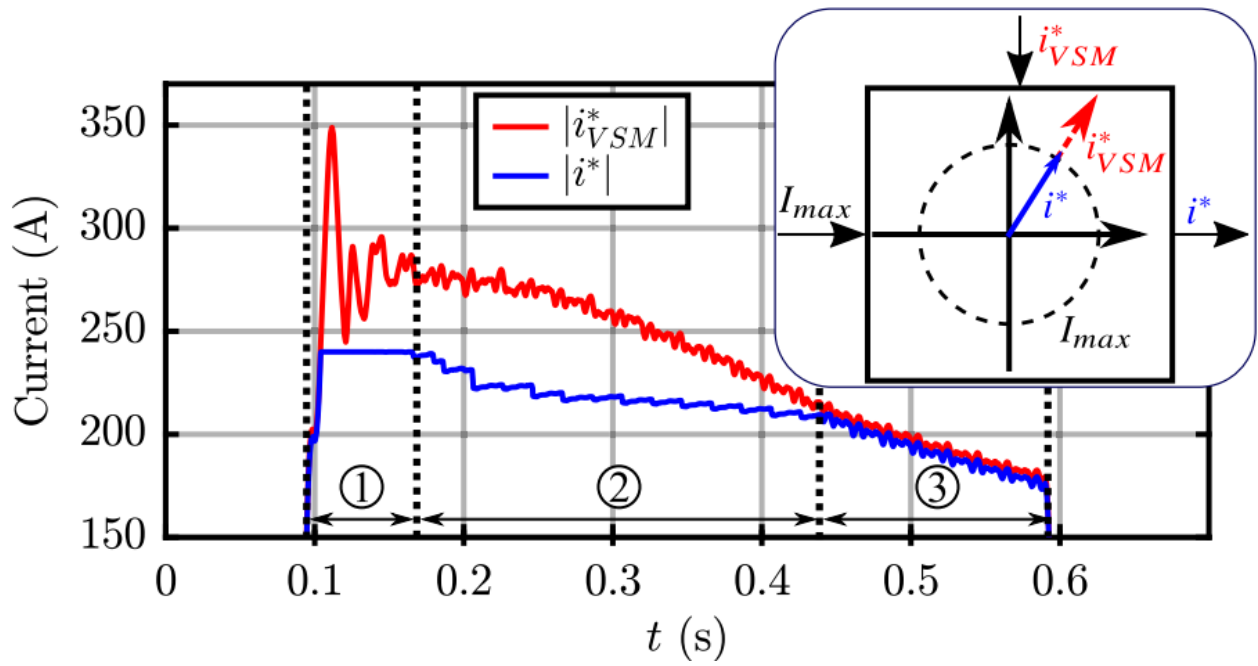 350
300
250
200
150
Current (A)
0
0.1
0.2
0.3
0.4
0.5
0.6
t (s)
|i*VSM|
|i*|
①
②
③
i*VSM
i*VSM
i*
Imax
i*
Imax